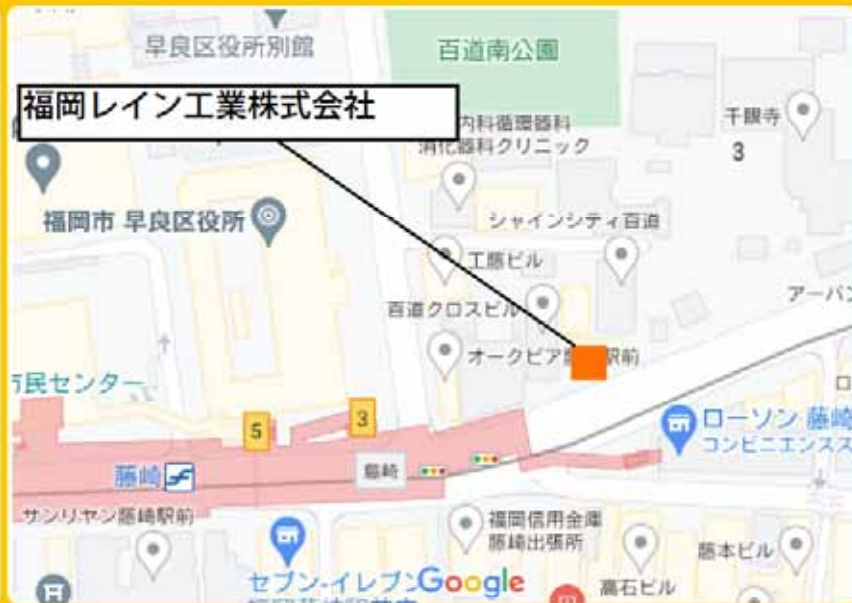 早良区役所別館
百道南公園
福岡レイン工業株式会社
内科循環器科
消化器科クリニック
千眼寺
3
福岡市 早良区役所
シャインシティ百道
工藤ビル
アーバン
百道クロスビル
オークピア藤崎駅前
市民センター
5
3
ローソン 藤崎
コンビニエンスス
藤崎
藤崎
サンリヤン藤崎駅前
福岡信用金庫
藤崎出張所
藤本ビル
セブン-イレブン
Google
高石ビル